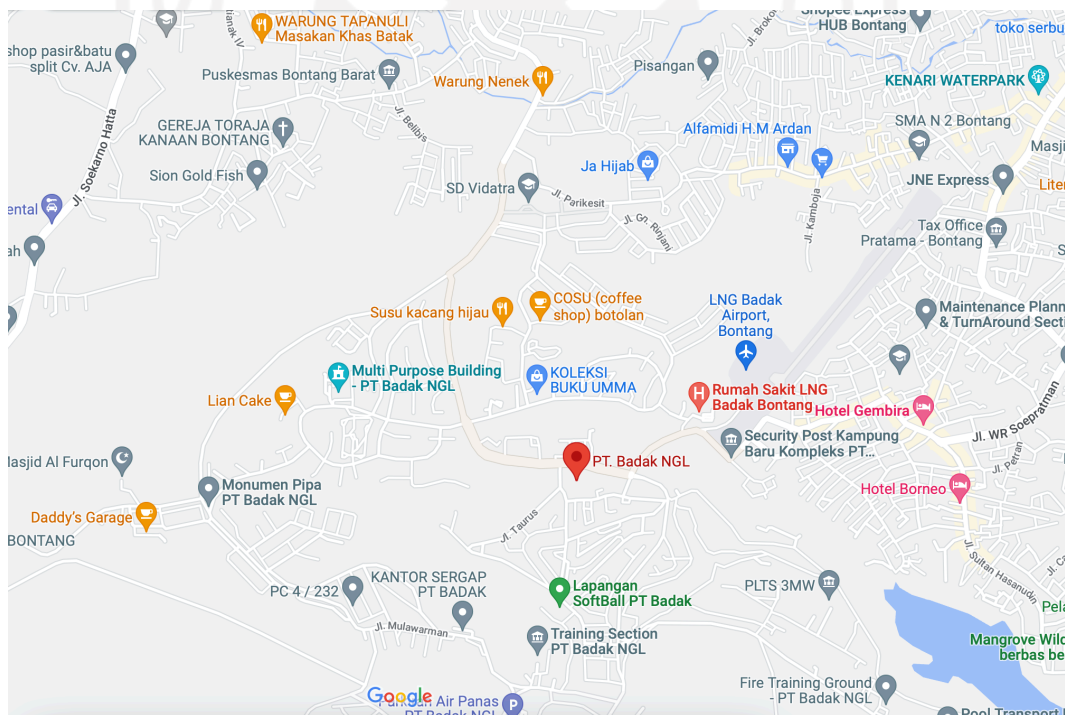 WARUNG TAPANULI
Masakan Khas Batak
Shopee Express
HUB Bontang
toko serbu
shop pasir&batu
split Cv. AJA
Puskesmas Bontang Barat
Warung Nenek
Pisangan
Jl. Brokol
KENARI WATERPARK
Jl. Belibis
GEREJA TORAJA
KANAAN BONTANG
Alfamidi H.M Ardan
SMA N 2 Bontang
Masji
Jl. Soekarno Hatta
Sion Gold Fish
Ja Hijab
SD Vidatra
Jl. Parikesit
JNE Express
Liter
ental
Jl. Gn. Rinjani
Jl. Kamboja
Tax Office
Pratama - Bontang
ah
Susu kacang hijau
COSU (coffee
shop) botolan
LNG Badak
Airport,
Bontang
Maintenance Plann
& TurnAround Secti
Multi Purpose Building
- PT Badak NGL
KOLEKSI
BUKU UMMA
Lian Cake
Rumah Sakit LNG
Badak Bontang
Hotel Gembira
Jl. WR Soepratman
Security Post Kampung
Baru Kompleks PT...
Masjid Al Furqon
PT. Badak NGL
Jl. Petran
Monumen Pipa
PT Badak NGL
Hotel Borneo
Daddy's Garage
BONTANG
Jl. Taurus
KANTOR SERGAP
PT BADAK
PC 4 / 232
Lapangan
SoftBall PT Badak
PLTS 3MW
Jl. Sultan Hasanudin
Jl. C
Pela
Jl. Mulawarman
Training Section
PT Badak NGL
Mangrove Wild
berbas be
Fire Training Ground
- PT Badak NGL
Google
Air Panas
PT Badak NGL
P
Pool Transport